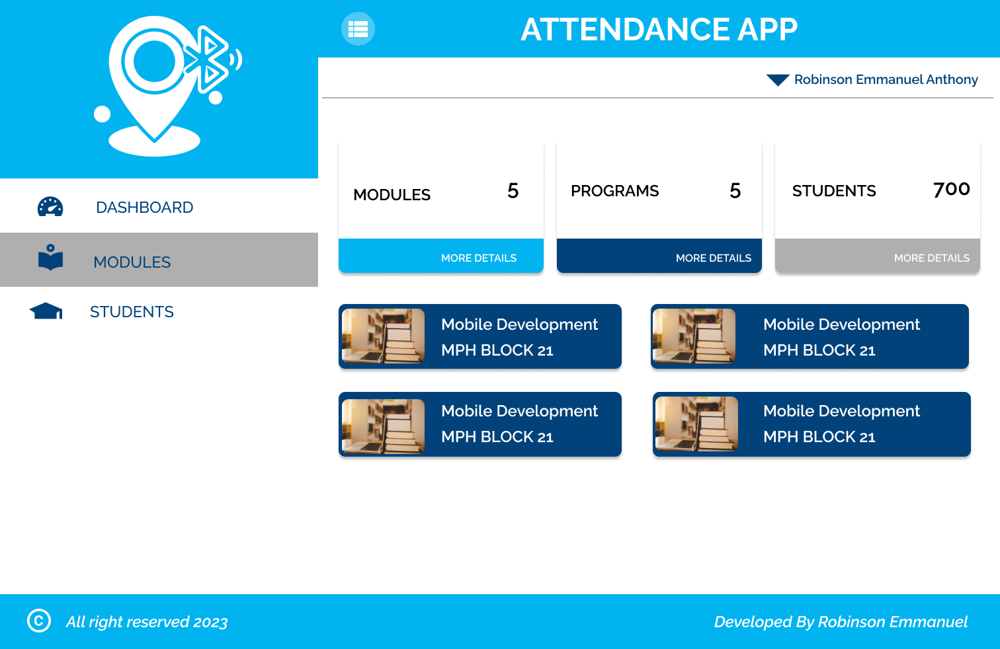 ATTENDANCE APP
Robinson Emmanuel Anthony
DASHBOARD
MODULES
STUDENTS
MODULES 5
MORE DETAILS
PROGRAMS 5
MORE DETAILS
STUDENTS 700
MORE DETAILS
Mobile Development
MPH BLOCK 21
Mobile Development
MPH BLOCK 21
Mobile Development
MPH BLOCK 21
Mobile Development
MPH BLOCK 21
© All right reserved 2023
Developed By Robinson Emmanuel